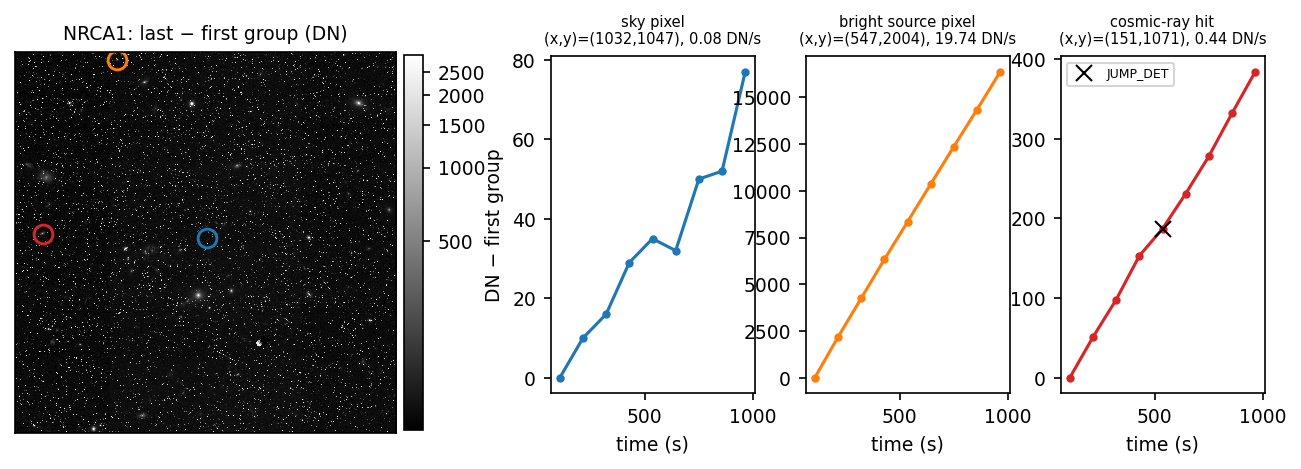 NRCA1: last − first group (DN)
2500
2000
1500
1000
500
sky pixel
(x,y)=(1032,1047), 0.08 DN/s
DN − first group
80
60
40
20
0
500
1000
time (s)
bright source pixel
(x,y)=(547,2004), 19.74 DN/s
15000
12500
10000
7500
5000
2500
0
500
1000
time (s)
cosmic-ray hit
(x,y)=(151,1071), 0.44 DN/s
JUMP_DET
400
300
200
100
0
500
1000
time (s)